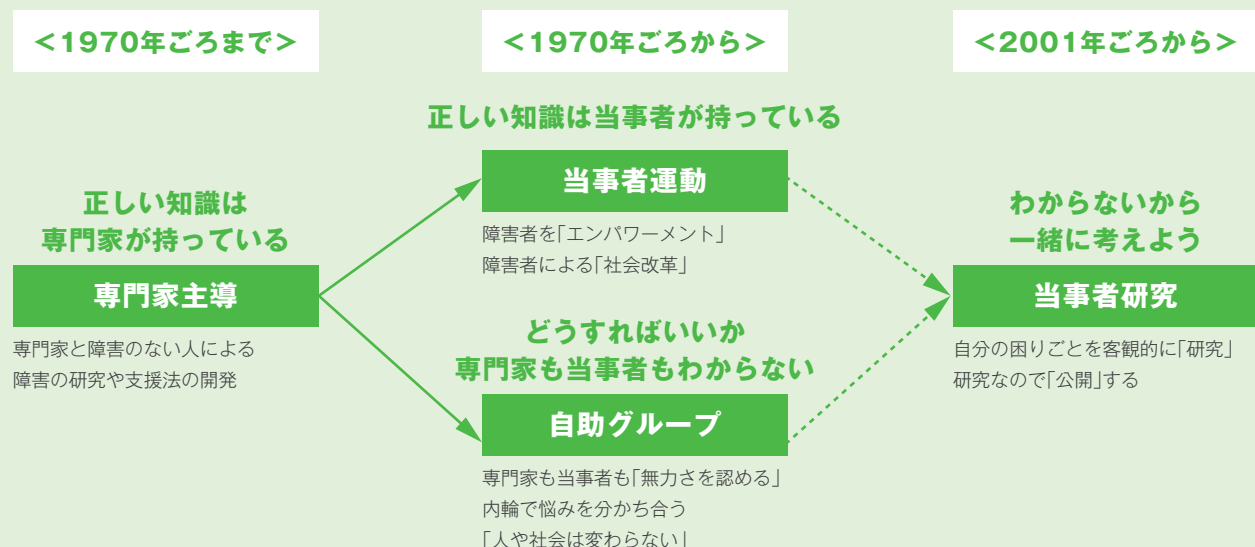 <1970年ごろまで>
<1970年ごろから>
<2001年ごろから>
正しい知識は
専門家が持っている
専門家主導
専門家と障害のない人による
障害の研究や支援法の開発
正しい知識は当事者が持っている
当事者運動
障害者を「エンパワーメント」
障害者による「社会改革」
どうすればいいか
専門家も当事者もわからない
自助グループ
専門家も当事者も「無力さを認める」
内輪で悩みを分かち合う
「人や社会は変わらない」
わからないから
一緒に考えよう
当事者研究
自分の困りごとを客観的に「研究」
研究なので「公開」する